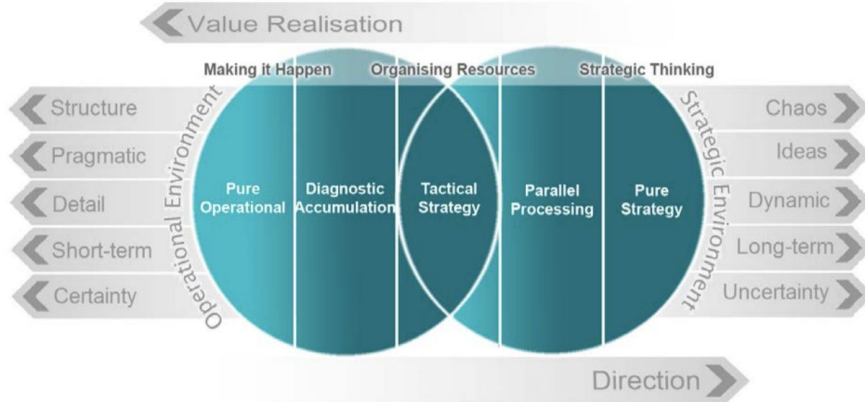 Value Realisation
Making it Happen
Organising Resources
Strategic Thinking
Structure
Pragmatic
Detail
Short-term
Certainty
Operational Environment
Pure
Operational
Diagnostic
Accumulation
Tactical
Strategy
Parallel
Processing
Pure
Strategy
Strategic Environment
Chaos
Ideas
Dynamic
Long-term
Uncertainty
Direction